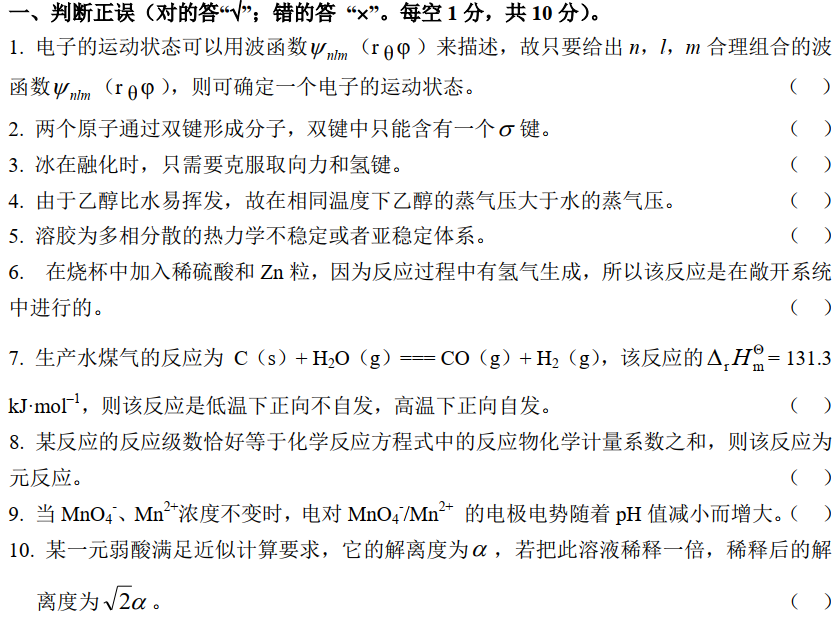 一、判断正误（对的答“√”；错的答 “×”。每空 1 分，共 10 分）。
1. 电子的运动状态可以用波函数ψnlm（r θ φ ）来描述，故只要给出 n，l，m 合理组合的波
函数ψnlm（r θ φ ），则可确定一个电子的运动状态。 （ ）
2. 两个原子通过双键形成分子，双键中只能含有一个σ 键。 （ ）
3. 冰在融化时，只需要克服取向力和氢键。 （ ）
4. 由于乙醇比水易挥发，故在相同温度下乙醇的蒸气压大于水的蒸气压。 （ ）
5. 溶胶为多相分散的热力学不稳定或者亚稳定体系。 （ ）
6. 在烧杯中加入稀硫酸和 Zn 粒，因为反应过程中有氢气生成，所以该反应是在敞开系统
中进行的。 （ ）
7. 生产水煤气的反应为 C（s）+ H₂O（g）=== CO（g）+ H₂（g），该反应的 ΔrHmΘ = 131.3
kJ·mol⁻¹，则该反应是低温下正向不自发，高温下正向自发。 （ ）
8. 某反应的反应级数恰好等于化学反应方程式中的反应物化学计量系数之和，则该反应为
元反应。 （ ）
9. 当 MnO₄⁻、Mn²⁺浓度不变时，电对 MnO₄⁻/Mn²⁺ 的电极电势随着 pH 值减小而增大。（ ）
10. 某一元弱酸满足近似计算要求，它的解离度为α ，若把此溶液稀释一倍，稀释后的解
离度为√2α 。 （ ）